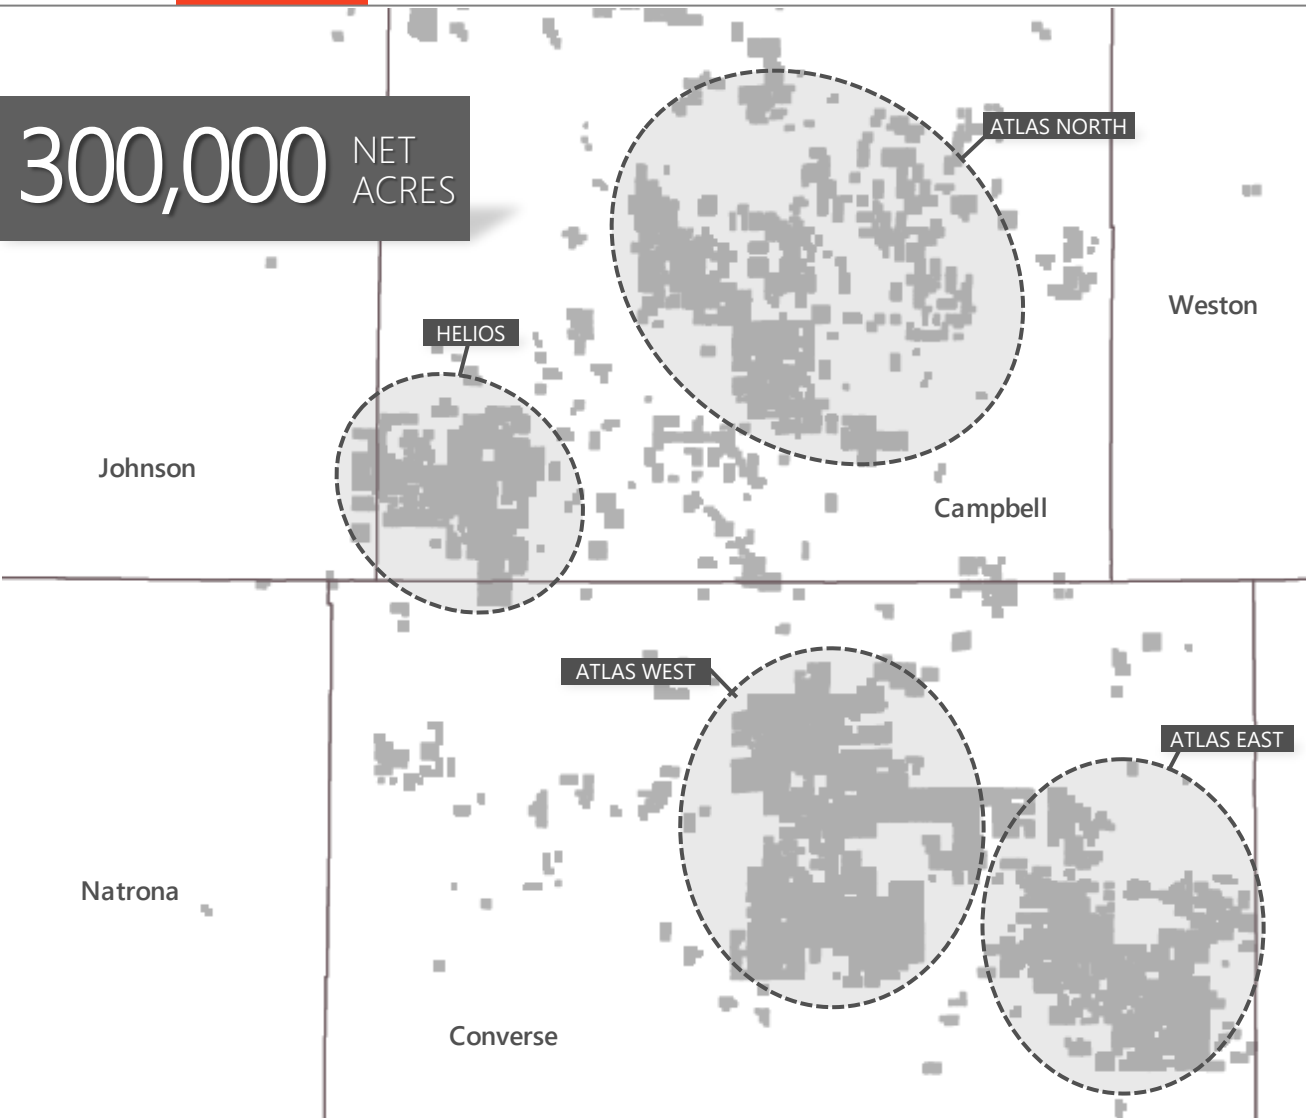 300,000
NET
ACRES
ATLAS NORTH
Weston
HELIOS
Johnson
Campbell
ATLAS WEST
ATLAS EAST
Natrona
Converse